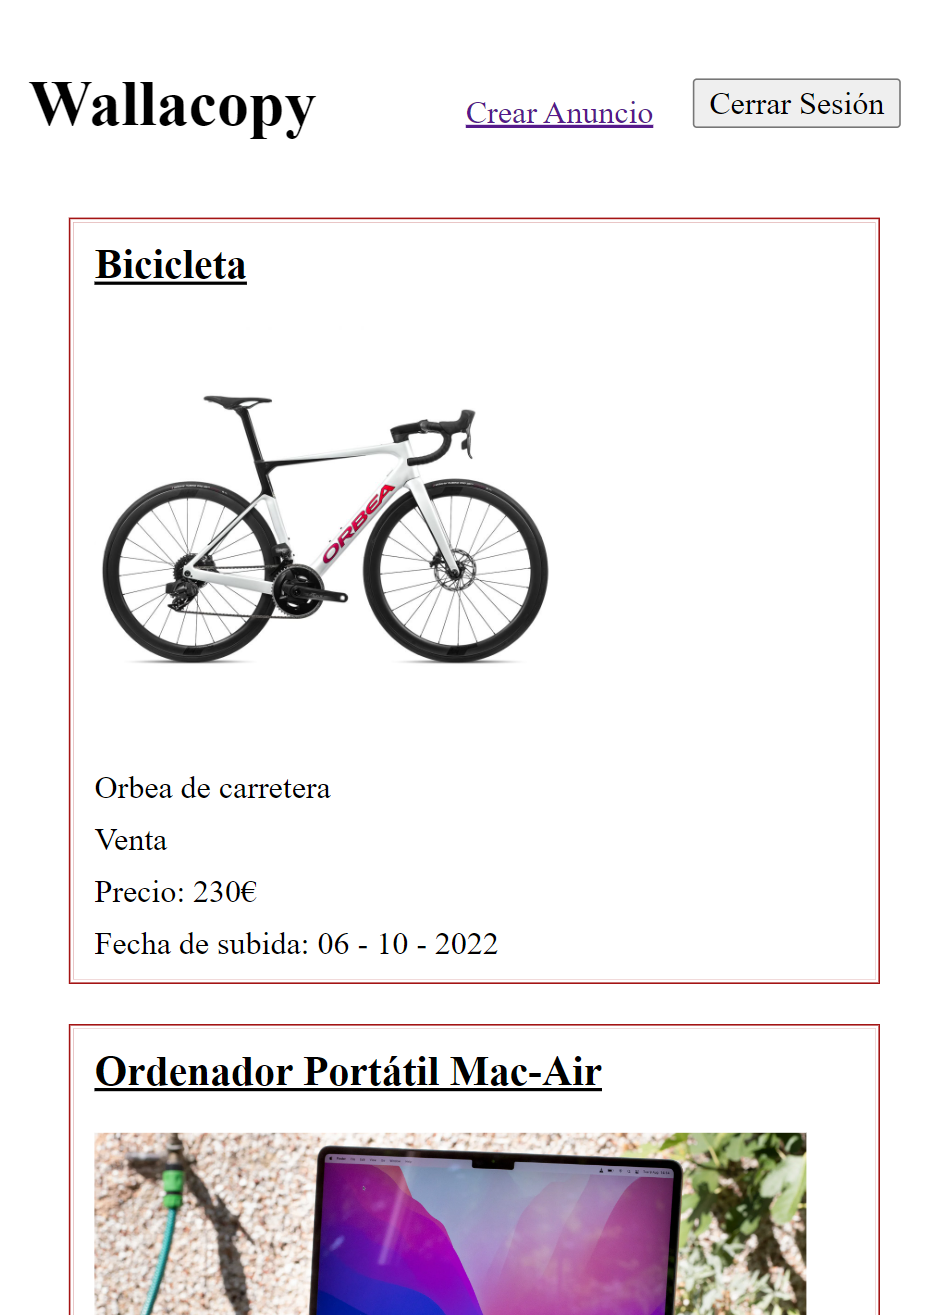 Wallacopy
Crear Anuncio
Cerrar Sesión
Bicicleta
ORBEA
Orbea de carretera
Venta
Precio: 230€
Fecha de subida: 06 - 10 - 2022
Ordenador Portátil Mac-Air